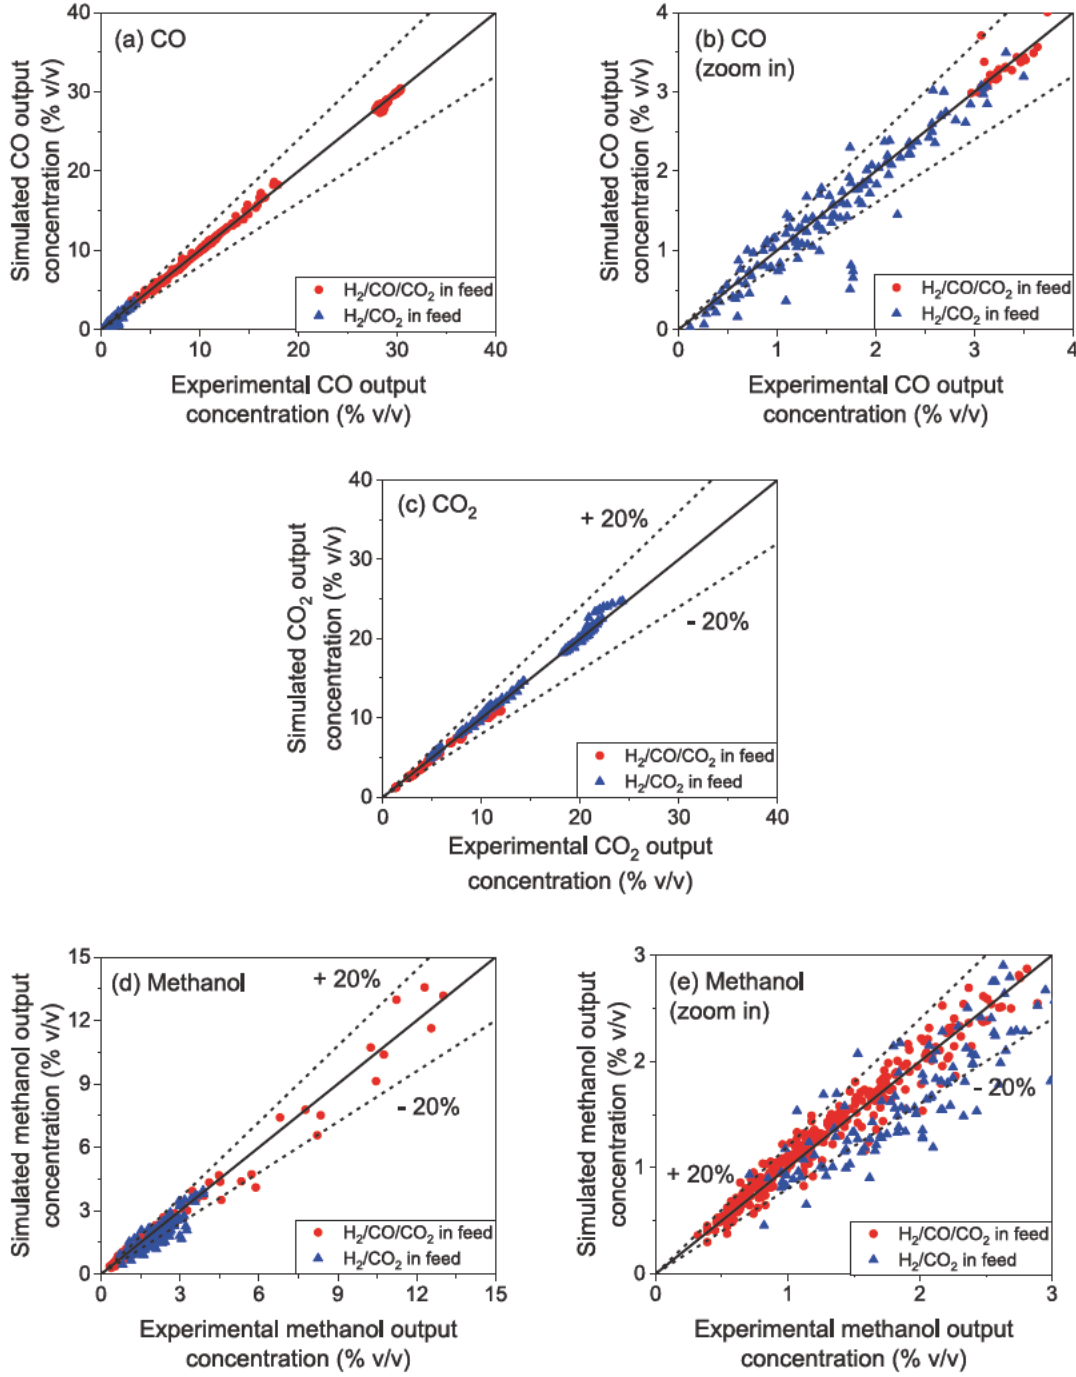 (a) CO
Simulated CO output
concentration (% v/v)
40
30
20
10
0
H₂/CO/CO₂ in feed
H₂/CO₂ in feed
0 10 20 30 40
Experimental CO output
concentration (% v/v)
(b) CO
(zoom in)
Simulated CO output
concentration (% v/v)
4
3
2
1
0
H₂/CO/CO₂ in feed
H₂/CO₂ in feed
0 1 2 3 4
Experimental CO output
concentration (% v/v)
(c) CO₂
+ 20%
- 20%
Simulated CO₂ output
concentration (% v/v)
40
30
20
10
0
H₂/CO/CO₂ in feed
H₂/CO₂ in feed
0 10 20 30 40
Experimental CO₂ output
concentration (% v/v)
(d) Methanol
+ 20%
- 20%
Simulated methanol output
concentration (% v/v)
15
12
9
6
3
0
H₂/CO/CO₂ in feed
H₂/CO₂ in feed
0 3 6 9 12 15
Experimental methanol output
concentration (% v/v)
(e) Methanol
(zoom in)
- 20%
+ 20%
Simulated methanol output
concentration (% v/v)
3
2
1
0
H₂/CO/CO₂ in feed
H₂/CO₂ in feed
0 1 2 3
Experimental methanol output
concentration (% v/v)